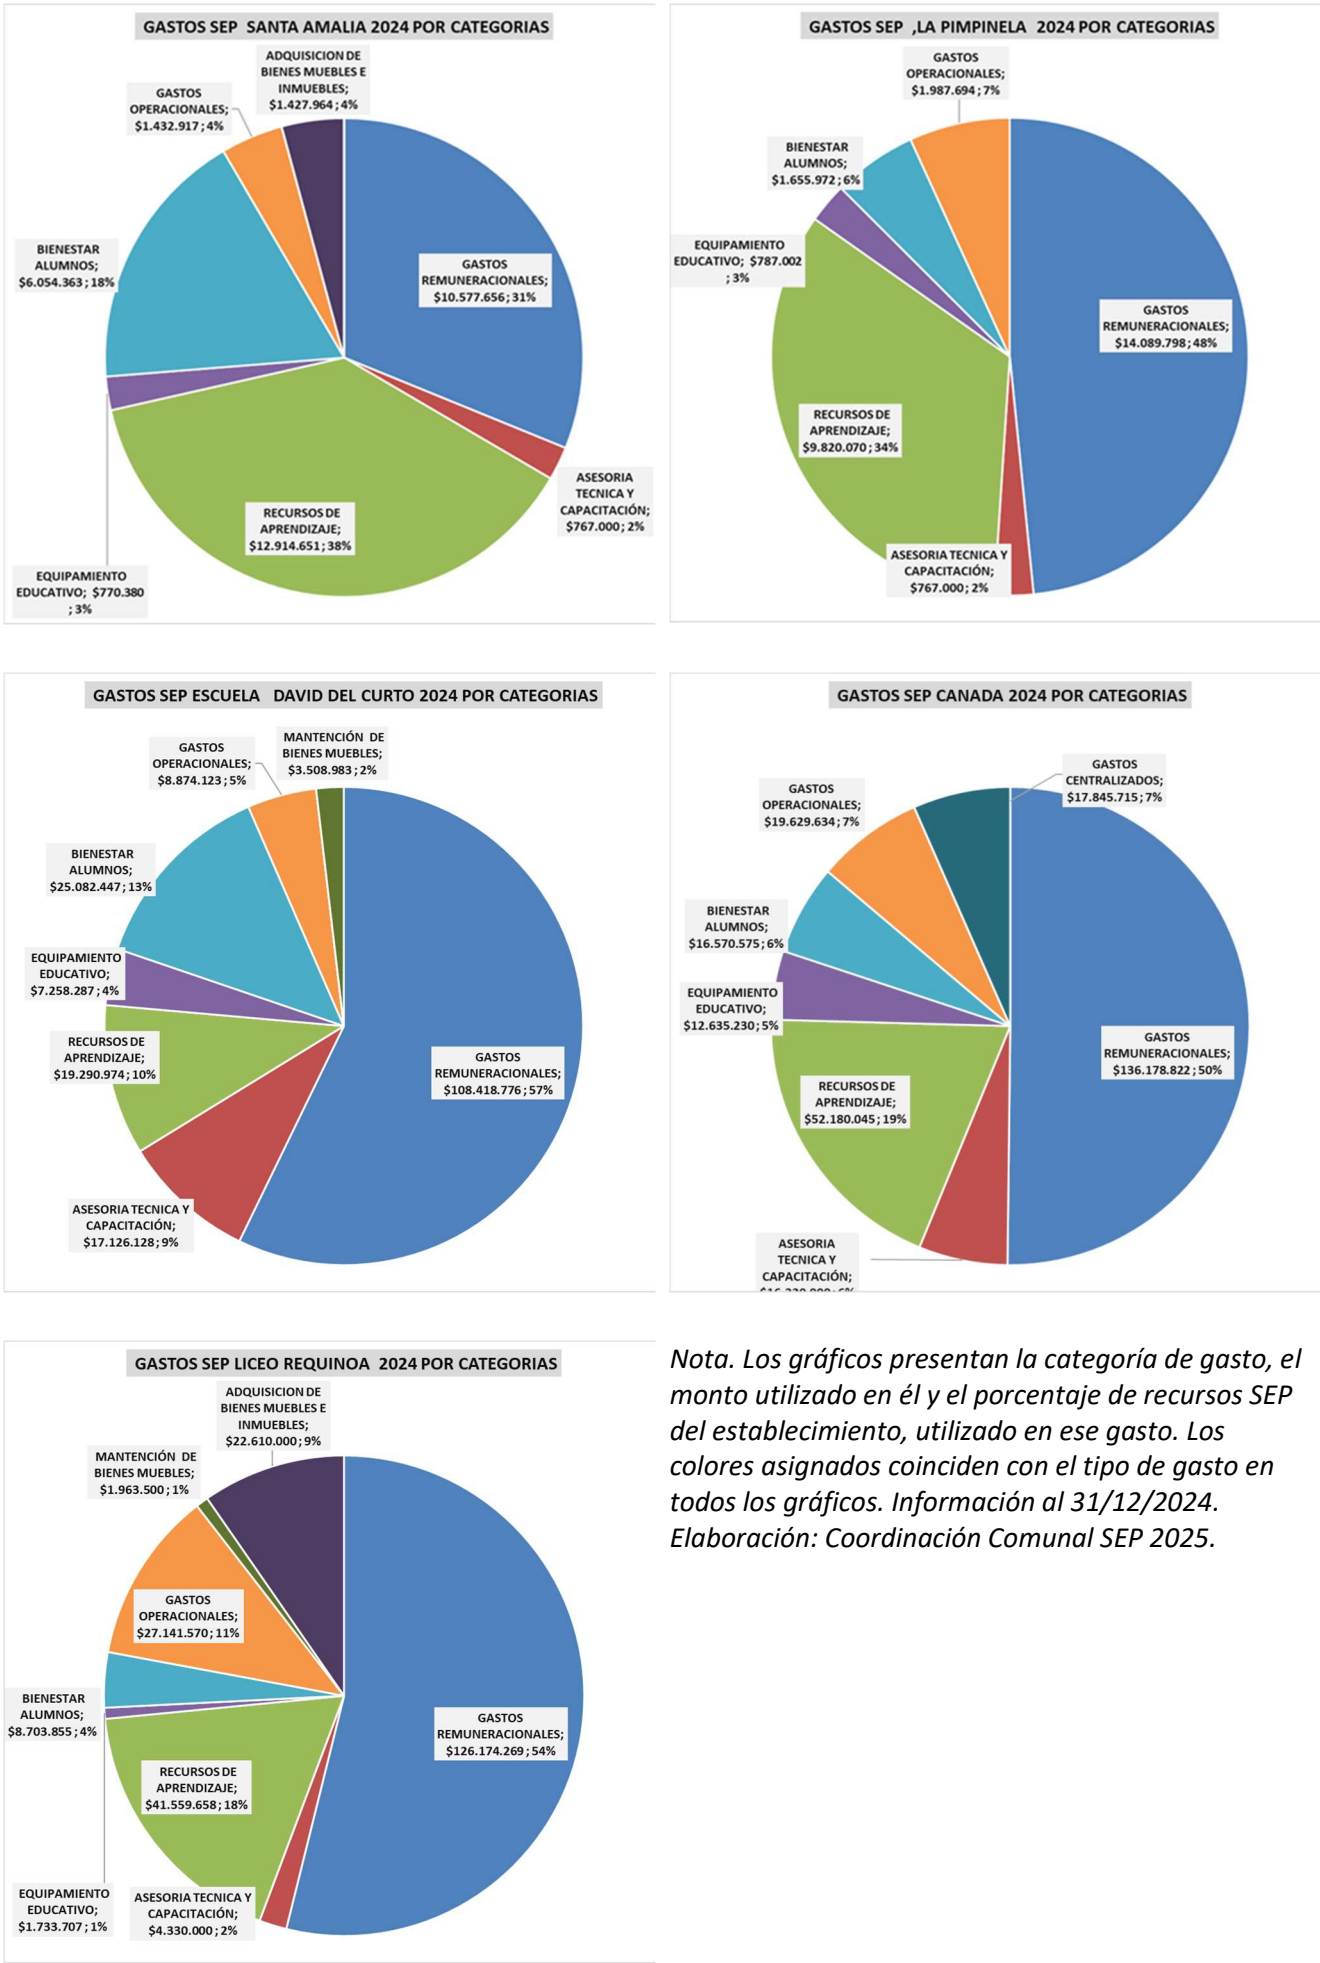 GASTOS SEP SANTA AMALIA 2024 POR CATEGORIAS
ADQUISICION DE
BIENES MUEBLES E
INMUEBLES;
$1.427.964; 4%
GASTOS
OPERACIONALES;
$1.432.917; 4%
BIENESTAR
ALUMNOS;
$6.054.363; 18%
GASTOS
REMUNERACIONALES;
$10.577.656; 31%
ASESORIA
TECNICA Y
CAPACITACIÓN;
$767.000; 2%
RECURSOS DE
APRENDIZAJE;
$12.914.651; 38%
EQUIPAMIENTO
EDUCATIVO; $770.380
; 3%
GASTOS SEP ,LA PIMPINELA 2024 POR CATEGORIAS
GASTOS
OPERACIONALES;
$1.987.694; 7%
BIENESTAR
ALUMNOS;
$1.655.972; 6%
EQUIPAMIENTO
EDUCATIVO; $787.002
; 3%
GASTOS
REMUNERACIONALES;
$14.089.798; 48%
RECURSOS DE
APRENDIZAJE;
$9.820.070; 34%
ASESORIA TECNICA Y
CAPACITACIÓN;
$767.000; 2%
GASTOS SEP ESCUELA DAVID DEL CURTO 2024 POR CATEGORIAS
MANTENCIÓN DE
BIENES MUEBLES;
$3.508.983; 2%
GASTOS
OPERACIONALES;
$8.874.123; 5%
BIENESTAR
ALUMNOS;
$25.082.447; 13%
EQUIPAMIENTO
EDUCATIVO;
$7.258.287; 4%
RECURSOS DE
APRENDIZAJE;
$19.290.974; 10%
GASTOS
REMUNERACIONALES;
$108.418.776; 57%
ASESORIA TECNICA Y
CAPACITACIÓN;
$17.126.128; 9%
GASTOS SEP CANADA 2024 POR CATEGORIAS
GASTOS
CENTRALIZADOS;
$17.845.715; 7%
GASTOS
OPERACIONALES;
$19.629.634; 7%
BIENESTAR
ALUMNOS;
$16.570.575; 6%
EQUIPAMIENTO
EDUCATIVO;
$12.635.230; 5%
GASTOS
REMUNERACIONALES;
$136.178.822; 50%
RECURSOS DE
APRENDIZAJE;
$52.180.045; 19%
ASESORIA
TECNICA Y
CAPACITACIÓN;
GASTOS SEP LICEO REQUINOA 2024 POR CATEGORIAS
ADQUISICION DE
BIENES MUEBLES E
INMUEBLES;
$22.610.000; 9%
MANTENCIÓN DE
BIENES MUEBLES;
$1.963.500; 1%
GASTOS
OPERACIONALES;
$27.141.570; 11%
BIENESTAR
ALUMNOS;
$8.703.855; 4%
GASTOS
REMUNERACIONALES;
$126.174.269; 54%
RECURSOS DE
APRENDIZAJE;
$41.559.658; 18%
EQUIPAMIENTO
EDUCATIVO;
$1.733.707; 1%
ASESORIA TECNICA Y
CAPACITACIÓN;
$4.330.000; 2%
Nota. Los gráficos presentan la categoría de gasto, el
monto utilizado en él y el porcentaje de recursos SEP
del establecimiento, utilizado en ese gasto. Los
colores asignados coinciden con el tipo de gasto en
todos los gráficos. Información al 31/12/2024.
Elaboración: Coordinación Comunal SEP 2025.